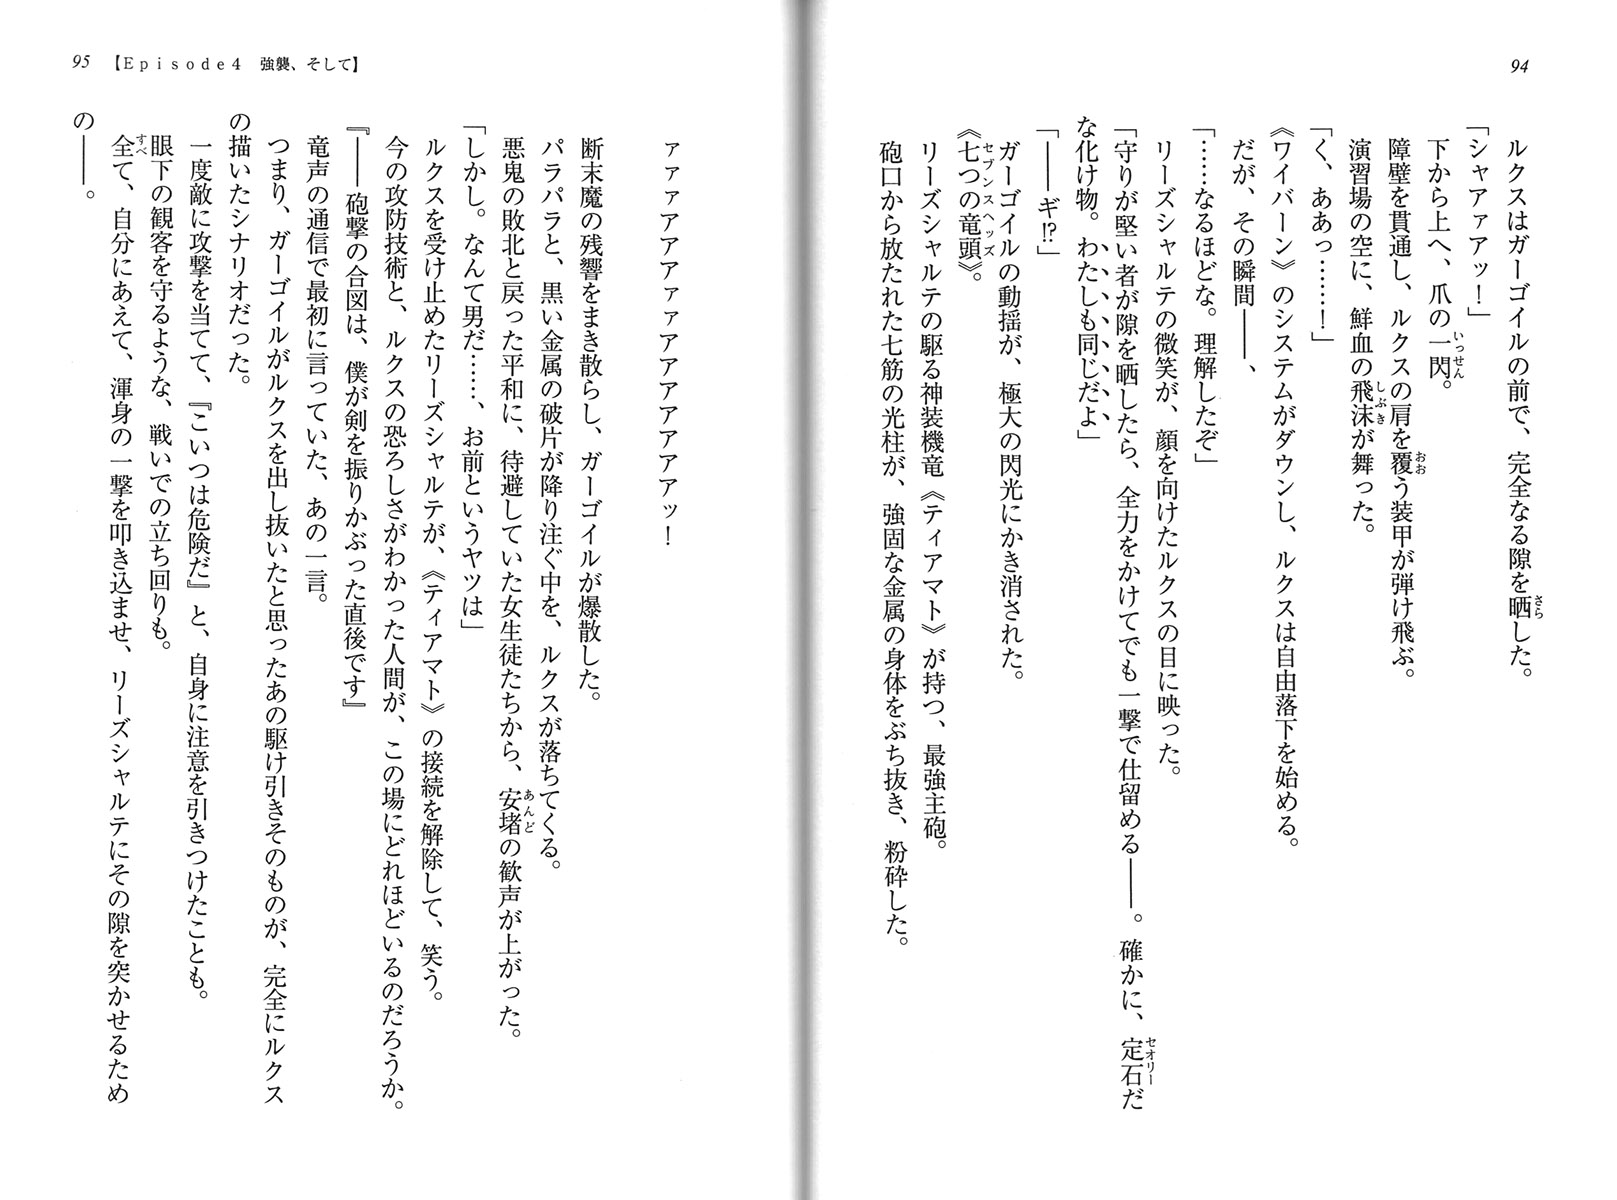 94
ルクスはガーゴイルの前で、完全なる隙を晒した。
「シャアァアッ！」
下から上へ、爪の一閃。
障壁を貫通し、ルクスの肩を覆う装甲が弾け飛ぶ。
演習場の空に、鮮血の飛沫が舞った。
「く、ああっ……！」
《ワイバーン》のシステムがダウンし、ルクスは自由落下を始める。
だが、その瞬間――、
「……なるほどな。理解したぞ」
リーズシャルテの微笑が、顔を向けたルクスの目に映った。
「守りが堅い者が隙を晒したら、全力をかけてでも一撃で仕留める――。確かに、定石だ
な化け物。わたしも同じだよ」
「――ギ!?」
ガーゴイルの動揺が、極大の閃光にかき消された。
《七つの竜頭》。
リーズシャルテの駆る神装機竜《ティアマト》が持つ、最強主砲。
砲口から放たれた七筋の光柱が、強固な金属の身体をぶち抜き、粉砕した。
95 【Episode4 強襲、そして】
ァアァアアアァァアアアアアアアッ！
断末魔の残響をまき散らし、ガーゴイルが爆散した。
パラパラと、黒い金属の破片が降り注ぐ中を、ルクスが落ちてくる。
悪鬼の敗北と戻った平和に、待避していた女生徒たちから、安堵の歓声が上がった。
「しかし。なんて男だ……、お前というヤツは」
ルクスを受け止めたリーズシャルテが、《ティアマト》の接続を解除して、笑う。
今の攻防技術と、ルクスの恐ろしさがわかった人間が、この場にどれほどいるのだろうか。
『――砲撃の合図は、僕が剣を振りかぶった直後です』
竜声の通信で最初に言っていた、あの一言。
つまり、ガーゴイルがルクスを出し抜いたと思ったあの駆け引きそのものが、完全にルクス
の描いたシナリオだった。
一度敵に攻撃を当てて、『こいつは危険だ』と、自身に注意を引きつけたことも。
眼下の観客を守るような、戦いでの立ち回りも。
全て、自分にあえて、渾身の一撃を叩き込ませ、リーズシャルテにその隙を突かせるため
の――。